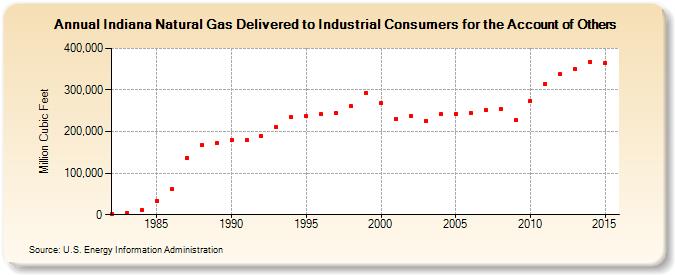 Annual Indiana Natural Gas Delivered to Industrial Consumers for the Account of Others
Million Cubic Feet
400,000
300,000
200,000
100,000
0
1985 1990 1995 2000 2005 2010 2015
Source: U.S. Energy Information Administration